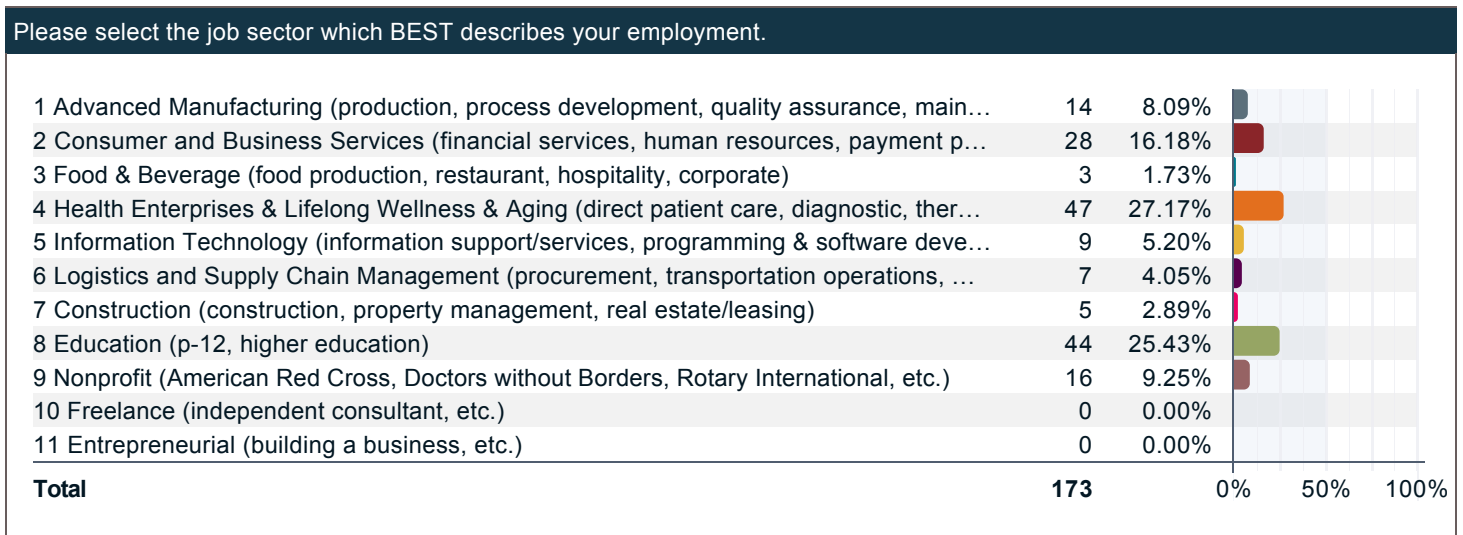 Please select the job sector which BEST describes your employment.
1 Advanced Manufacturing (production, process development, quality assurance, main… 14 8.09%
2 Consumer and Business Services (financial services, human resources, payment p… 28 16.18%
3 Food & Beverage (food production, restaurant, hospitality, corporate) 3 1.73%
4 Health Enterprises & Lifelong Wellness & Aging (direct patient care, diagnostic, ther… 47 27.17%
5 Information Technology (information support/services, programming & software deve… 9 5.20%
6 Logistics and Supply Chain Management (procurement, transportation operations, … 7 4.05%
7 Construction (construction, property management, real estate/leasing) 5 2.89%
8 Education (p-12, higher education) 44 25.43%
9 Nonprofit (American Red Cross, Doctors without Borders, Rotary International, etc.) 16 9.25%
10 Freelance (independent consultant, etc.) 0 0.00%
11 Entrepreneurial (building a business, etc.) 0 0.00%
Total 173 0% 50% 100%